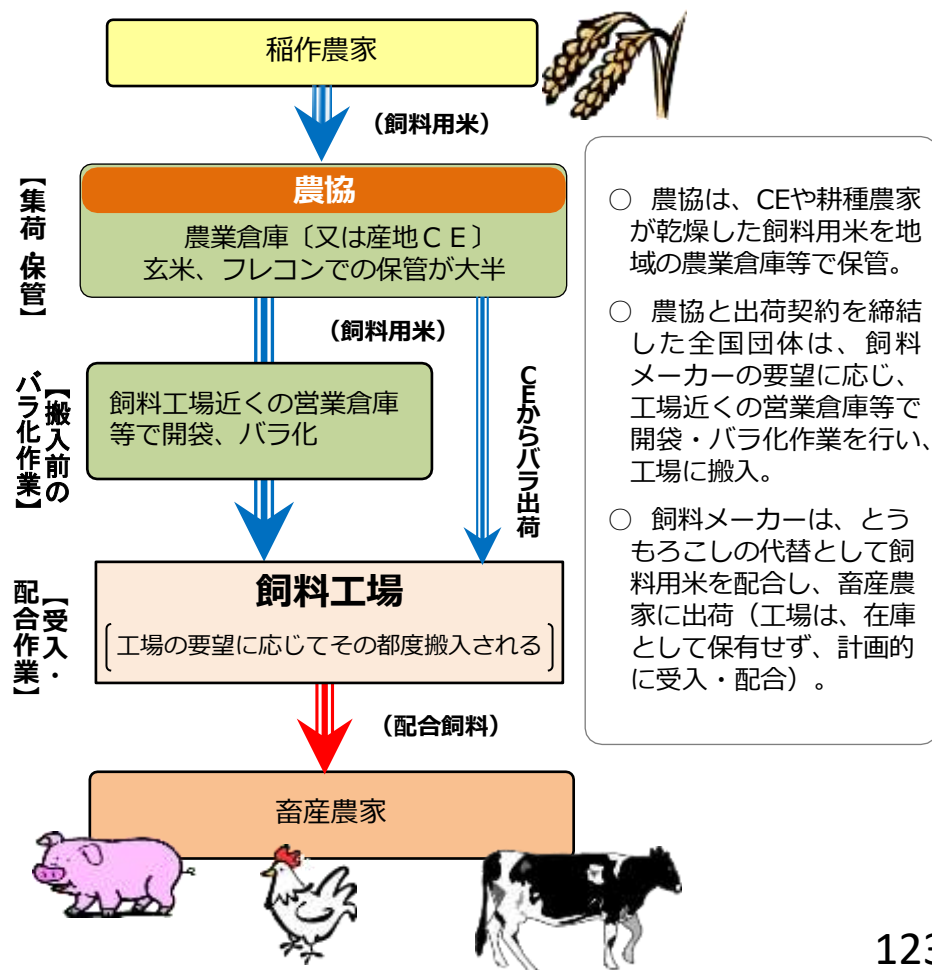 稲作農家
（飼料用米）
【集荷・保管】
農協
農業倉庫〔又は産地ＣＥ〕
玄米、フレコンでの保管が大半
（飼料用米）
【搬入前の
バラ化作業】
飼料工場近くの営業倉庫
等で開袋、バラ化
CEからバラ出荷
【受入・
配合作業】
飼料工場
工場の要望に応じてその都度搬入される
（配合飼料）
畜産農家
○ 農協は、CEや耕種農家
が乾燥した飼料用米を地
域の農業倉庫等で保管。
○ 農協と出荷契約を締結
した全国団体は、飼料
メーカーの要望に応じ、
工場近くの営業倉庫等で
開袋・バラ化作業を行い、
工場に搬入。
○ 飼料メーカーは、とう
もろこしの代替として飼
料用米を配合し、畜産農
家に出荷（工場は、在庫
として保有せず、計画的
に受入・配合）。
123